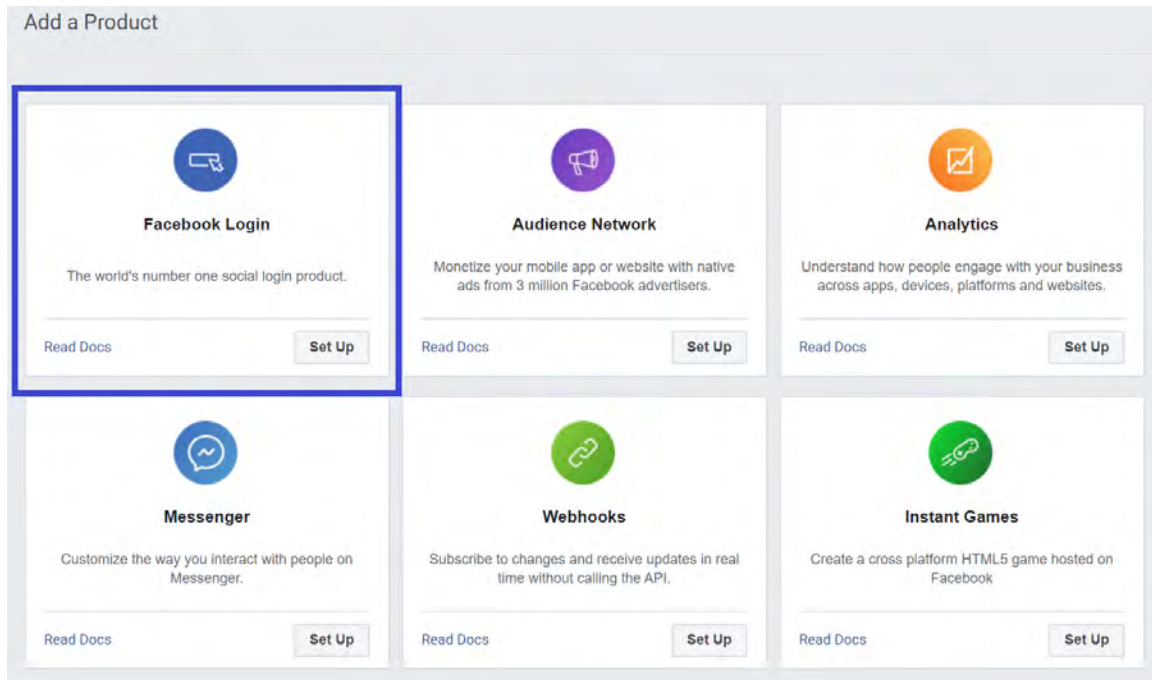 Add a Product
Facebook Login
The world's number one social login product.
Read Docs
Set Up
Audience Network
Monetize your mobile app or website with native
ads from 3 million Facebook advertisers.
Read Docs
Set Up
Analytics
Understand how people engage with your business
across apps, devices, platforms and websites.
Read Docs
Set Up
Messenger
Customize the way you interact with people on
Messenger.
Read Docs
Set Up
Webhooks
Subscribe to changes and receive updates in real
time without calling the API.
Read Docs
Set Up
Instant Games
Create a cross platform HTML5 game hosted on
Facebook
Read Docs
Set Up